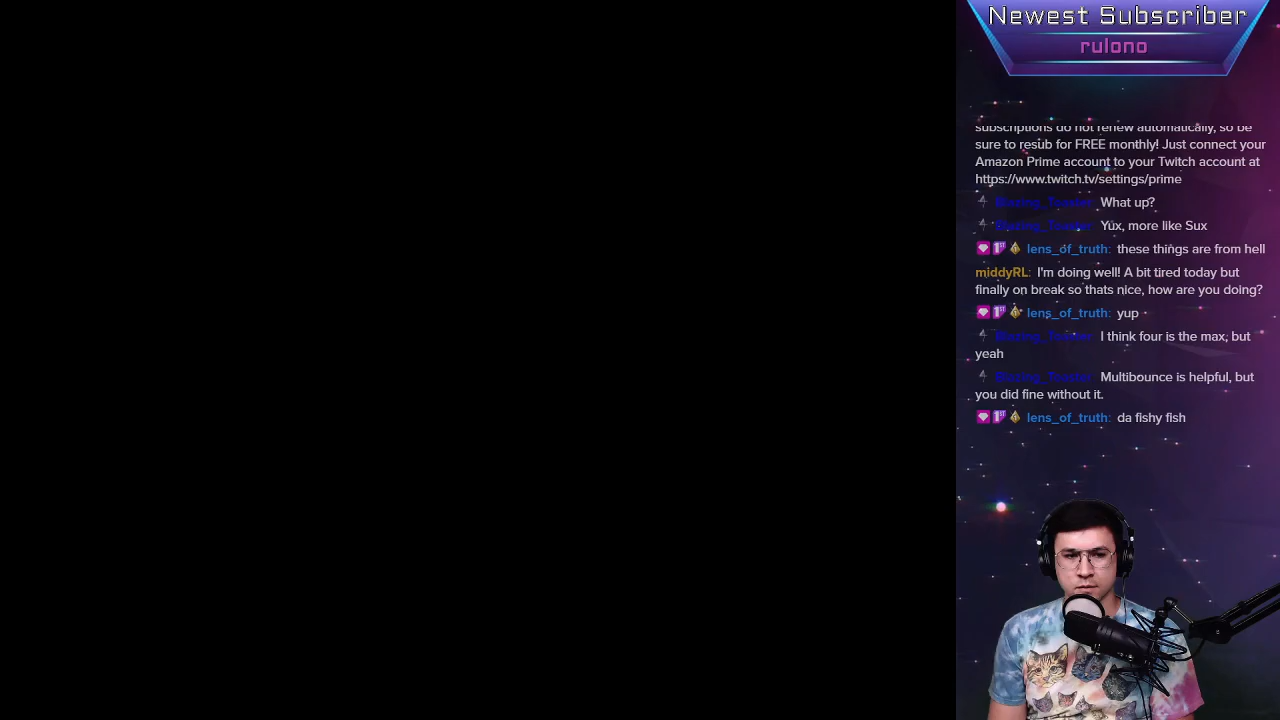 Newest Subscriber
rulono
subscriptions do not renew automatically, so be
sure to resub for FREE monthly! Just connect your
Amazon Prime account to your Twitch account at
https://www.twitch.tv/settings/prime
Blazing_Toaster What up?
Blazing_Toaster Yux, more like Sux
lens_of_truth: these things are from hell
middyRL: I'm doing well! A bit tired today but
finally on break so thats nice, how are you doing?
lens_of_truth: yup
Blazing_Toaster I think four is the max, but
yeah
Blazing_Toaster Multibounce is helpful, but
you did fine without it.
lens_of_truth: da fishy fish